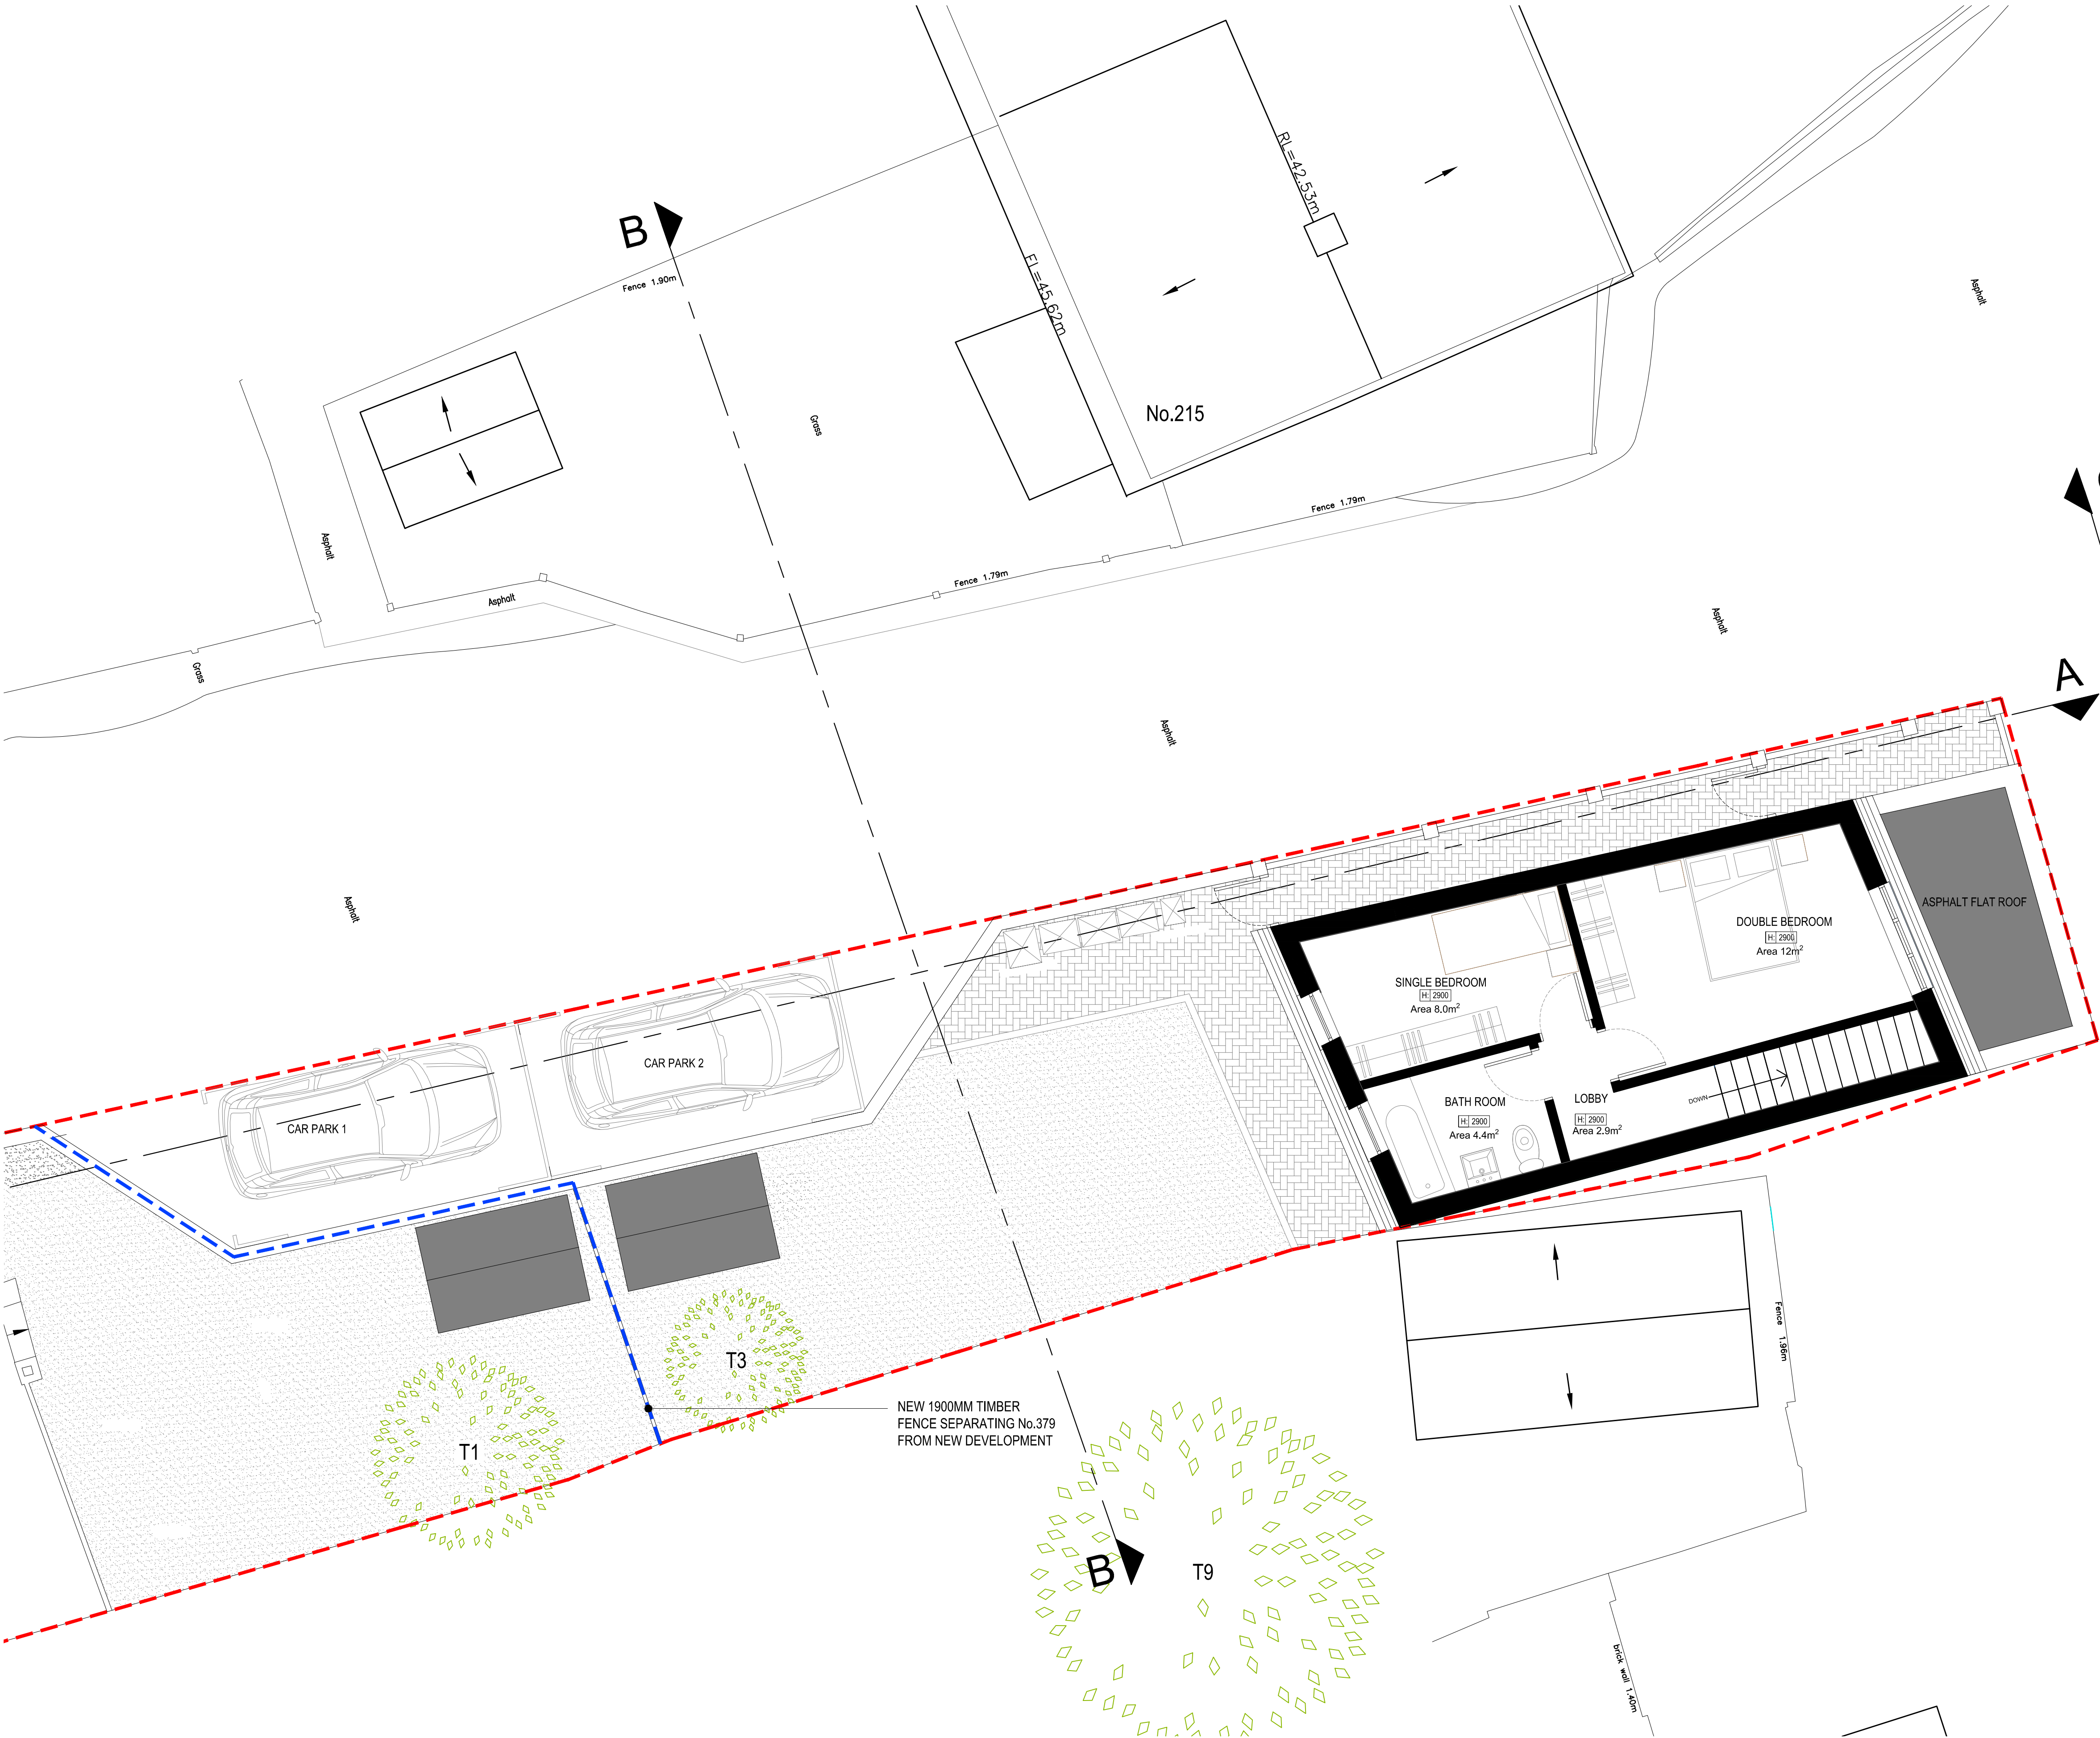 RL=42.53m
B
Fence 1.90m
FL=45.62m
Asphalt
No.215
Grass
Fence 1.79m
Asphalt
Fence 1.79m
Asphalt
Asphalt
Grass
A
Asphalt
Asphalt
ASPHALT FLAT ROOF
DOUBLE BEDROOM
H: 2900
Area 12m²
SINGLE BEDROOM
H: 2900
Area 8.0m²
CAR PARK 2
CAR PARK 1
BATH ROOM
H: 2900
Area 4.4m²
LOBBY
H: 2900
Area 2.9m²
DOWN
Fence 1.96m
T3
NEW 1900MM TIMBER
FENCE SEPARATING No.379
FROM NEW DEVELOPMENT
T1
B
T9
brick wall 1.40m